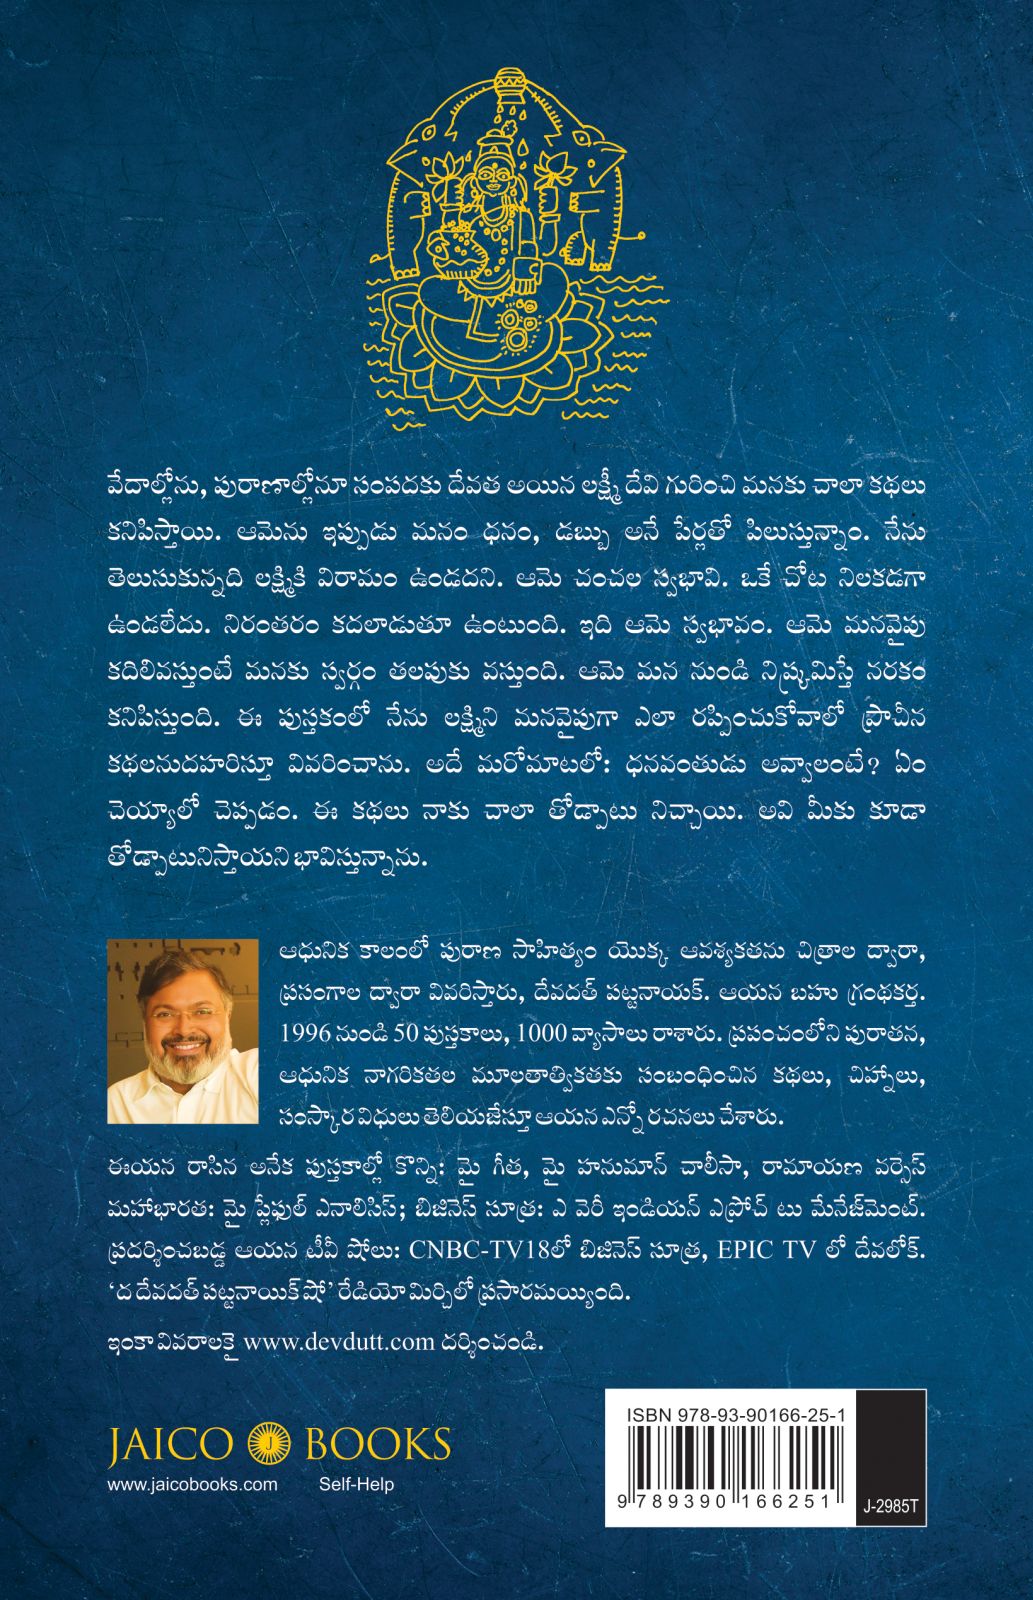 వేదాల్లోను, పురాణాల్లోనూ సంపదకు దేవత అయిన లక్ష్మీ దేవి గురించి మనకు చాలా కథలు
కనిపిస్తాయి. ఆమెను ఇప్పుడు మనం ధనం, డబ్బు అనే పేర్లతో పిలుస్తున్నాం. నేను
తెలుసుకున్నది లక్ష్మికి విరామం ఉండదని. ఆమె చంచల స్వభావి. ఒకే చోట నిలకడగా
ఉండలేదు. నిరంతరం కదలాడుతూ ఉంటుంది. ఇది ఆమె స్వభావం. ఆమె మనవైపు
కదిలివస్తుంటే మనకు స్వర్గం తలపుకు వస్తుంది. ఆమె మన నుండి నిష్క్రమిస్తే నరకం
కనిపిస్తుంది. ఈ పుస్తకంలో నేను లక్ష్మిని మనవైపుగా ఎలా రప్పించుకోవాలో ప్రాచీన
కథలనుదహరిస్తూ వివరించాను. అదే మరోమాటలో: ధనవంతుడు అవ్వాలంటే? ఏం
చెయ్యాలో చెప్పడం. ఈ కథలు నాకు చాలా తోడ్పాటు నిచ్చాయి. అవి మీకు కూడా
తోడ్పాటునిస్తాయని భావిస్తున్నాను.
ఆధునిక కాలంలో పురాణ సాహిత్యం యొక్క ఆవశ్యకతను చిత్రాల ద్వారా,
ప్రసంగాల ద్వారా వివరిస్తారు, దేవదత్ పట్టనాయక్. ఆయన బహు గ్రంథకర్త.
1996 నుండి 50 పుస్తకాలు, 1000 వ్యాసాలు రాశారు. ప్రపంచంలోని పురాతన,
ఆధునిక నాగరికతల మూలతాత్వికతకు సంబంధించిన కథలు, చిహ్నాలు,
సంస్కార విధులు తెలియజేస్తూ ఆయన ఎన్నో రచనలు చేశారు.
ఈయన రాసిన అనేక పుస్తకాల్లో కొన్ని: మై గీత, మై హనుమాన్ చాలీసా, రామాయణ వర్సెస్
మహాభారత: మై ప్లేఫుల్ ఎనాలిసిస్; బిజినెస్ సూత్ర: ఎ వెరీ ఇండియన్ ఎప్రోచ్ టు మేనేజ్‌మెంట్.
ప్రదర్శించబడ్డ ఆయన టీవీ షోలు: CNBC-TV18లో బిజినెస్ సూత్ర, EPIC TV లో దేవలోక్.
‘ద దేవదత్ పట్టనాయిక్ షో’ రేడియో మిర్చిలో ప్రసారమయ్యింది.
ఇంకా వివరాలకై www.devdutt.com దర్శించండి.
JAICO J BOOKS
www.jaicobooks.com Self-Help
ISBN 978-93-90166-25-1
9 789390 166251
J-2985T